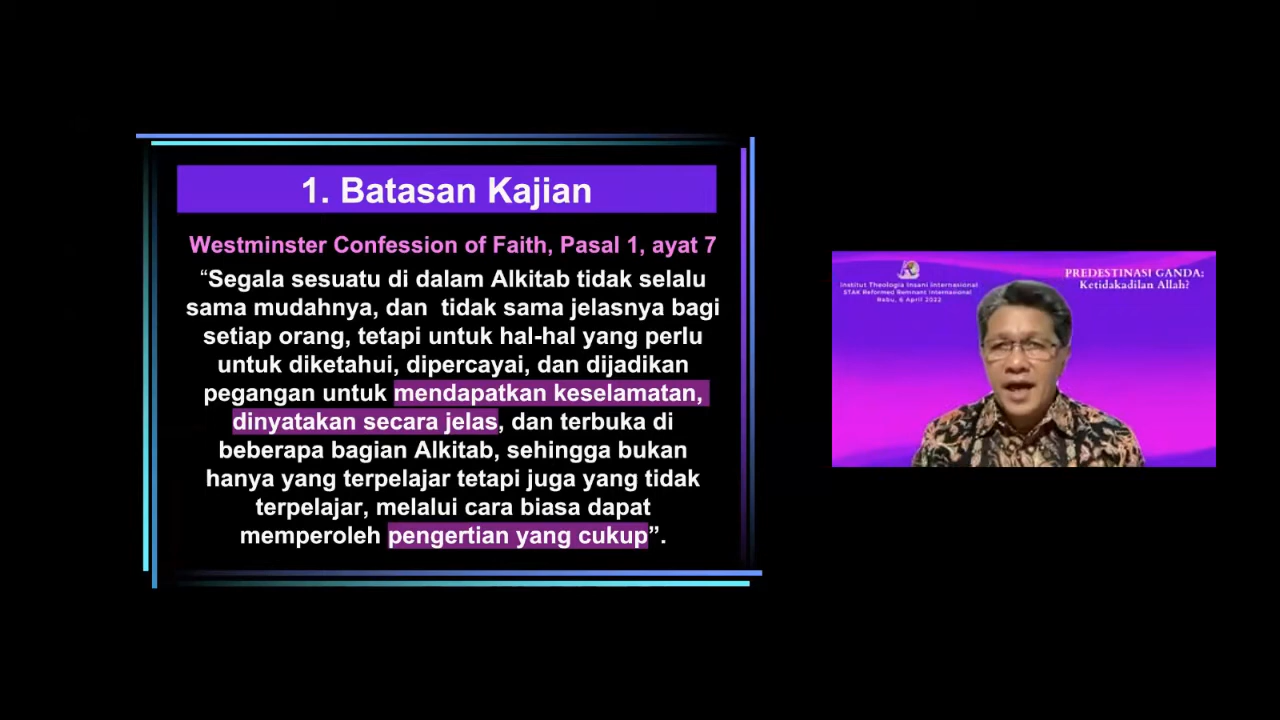 1. Batasan Kajian
Westminster Confession of Faith, Pasal 1, ayat 7
“Segala sesuatu di dalam Alkitab tidak selalu
sama mudahnya, dan tidak sama jelasnya bagi
setiap orang, tetapi untuk hal-hal yang perlu
untuk diketahui, dipercayai, dan dijadikan
pegangan untuk mendapatkan keselamatan,
dinyatakan secara jelas, dan terbuka di
beberapa bagian Alkitab, sehingga bukan
hanya yang terpelajar tetapi juga yang tidak
terpelajar, melalui cara biasa dapat
memperoleh pengertian yang cukup”.
Institut Theologia Insani Internasional
STAK Reformed Remnant Internasional
Rabu, 6 April 2022
PREDESTINASI GANDA:
Ketidakadilan Allah?